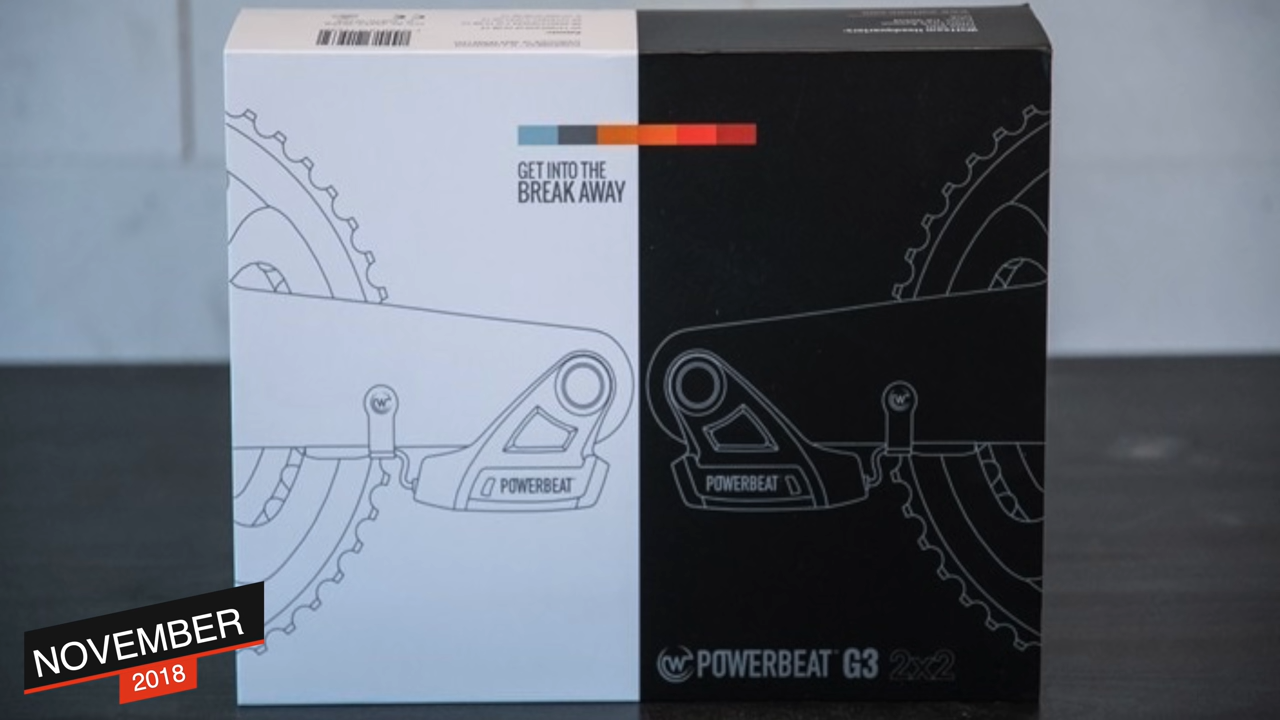 GET INTO THE
BREAK AWAY
POWERBEAT
POWERBEAT
POWERBEAT G3 2x2
NOVEMBER
2018